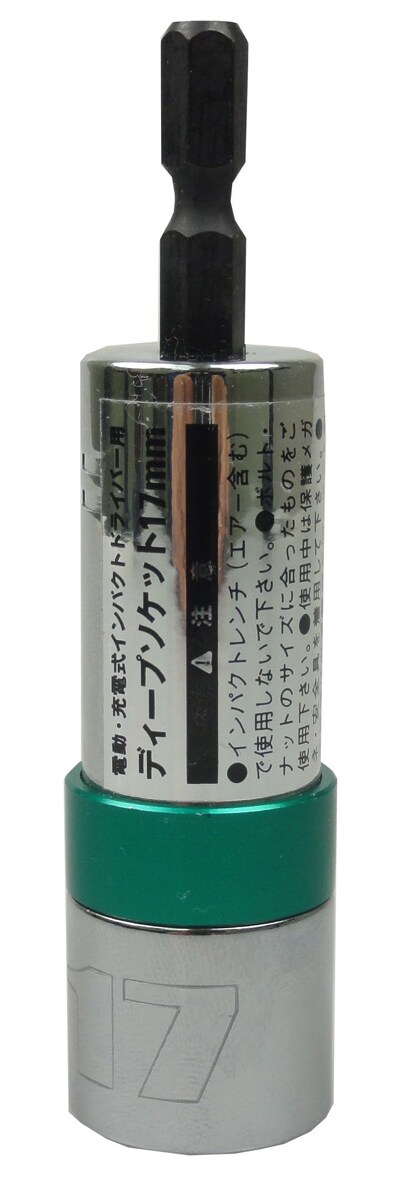 電動・充電式インパクトドライバー用
ディープソケット17mm
⚠ 注意
●インパクトレンチ（エアー含む）
で使用しないで下さい。●ボルト・
ナットのサイズに合ったものをご
使用下さい。●使用中は保護メガ
ネ・安全具を備用して下さい。●
17